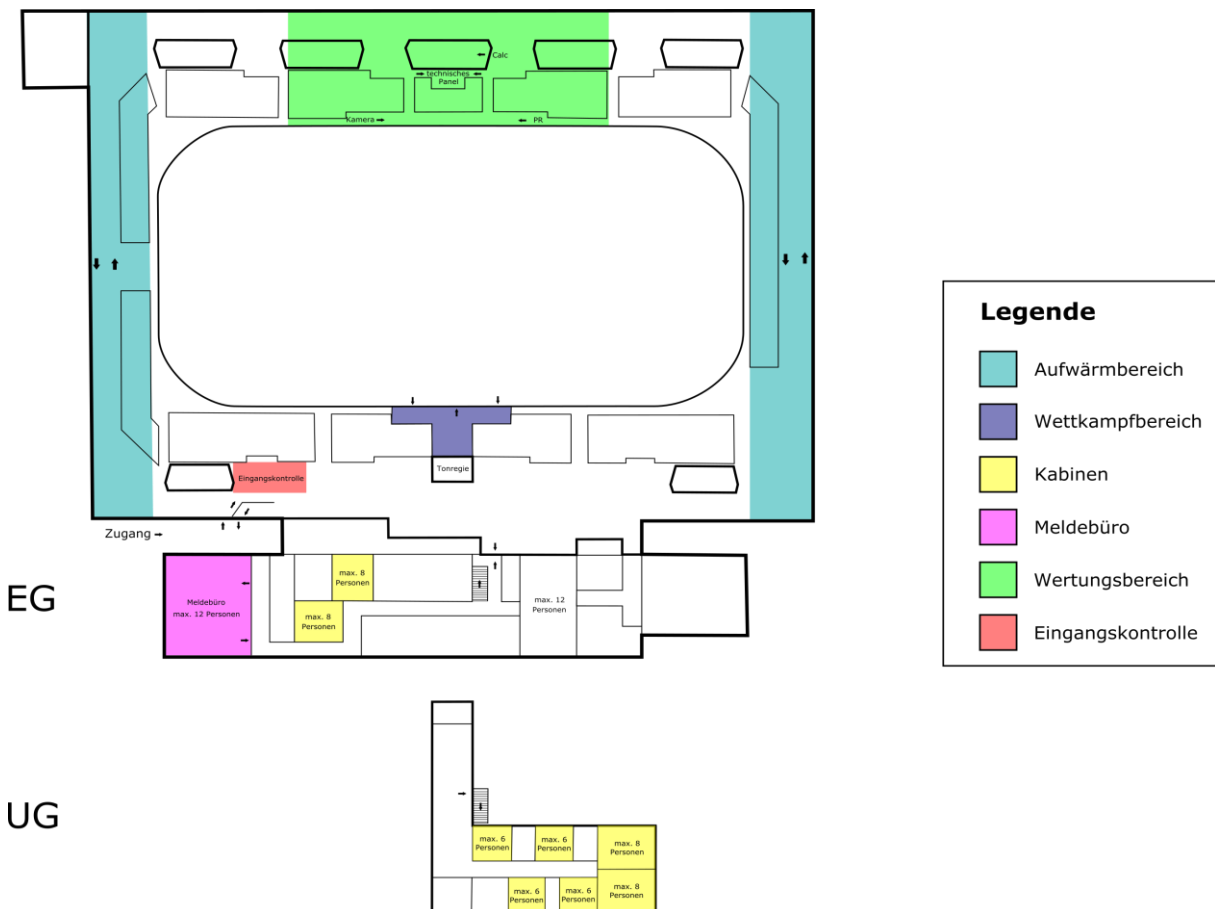 Calc
technisches
Panel
Kamera
PR
Tonregie
Eingangskontrolle
Zugang
EG
Meldebüro
max. 12 Personen
max. 8
Personen
max. 8
Personen
max. 12
Personen
UG
max. 6
Personen
max. 6
Personen
max. 8
Personen
max. 6
Personen
max. 6
Personen
max. 8
Personen
Legende
Aufwärmbereich
Wettkampfbereich
Kabinen
Meldebüro
Wertungsbereich
Eingangskontrolle